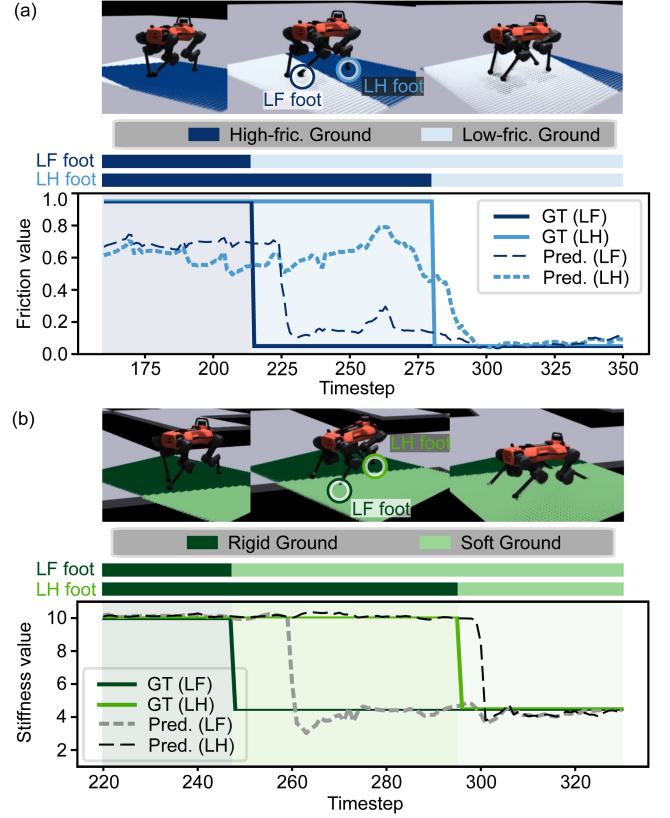 (a)
LF foot
LH foot
High-fric. Ground
Low-fric. Ground
LF foot
LH foot
1.0
0.8
0.6
0.4
0.2
0.0
Friction value
GT (LF)
GT (LH)
Pred. (LF)
Pred. (LH)
175
200
225
250
275
300
325
350
Timestep
(b)
LH foot
LF foot
Rigid Ground
Soft Ground
LF foot
LH foot
10
8
6
4
2
Stiffness value
GT (LF)
GT (LH)
Pred. (LF)
Pred. (LH)
220
240
260
280
300
320
Timestep